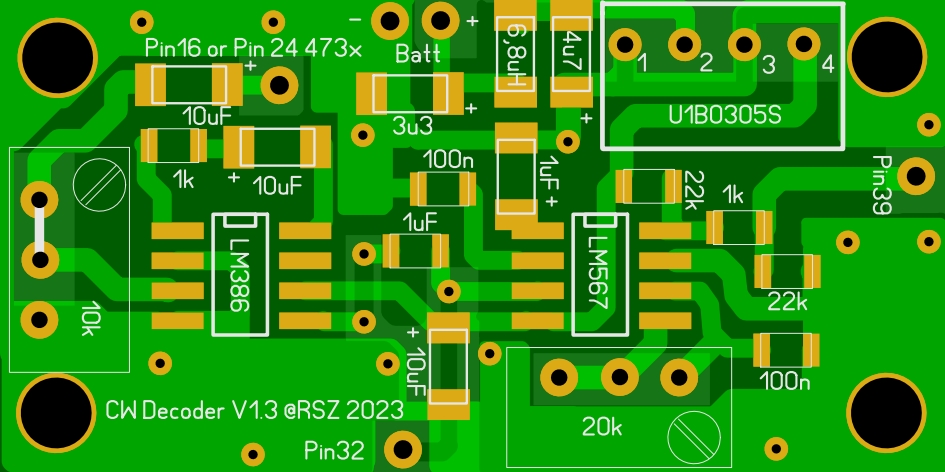 Pin16 or Pin 24 473x
+
10uF
1k
+
10uF
-
+
Batt
3u3
+
6,8uH
4u7
+
1
2
3
4
U1B0305S
100n
1uF
1uF +
22k
1k
Pin39
LM386
LM567
22k
10k
+
10uF
100n
20k
CW Decoder V1.3 @RSZ 2023
Pin32